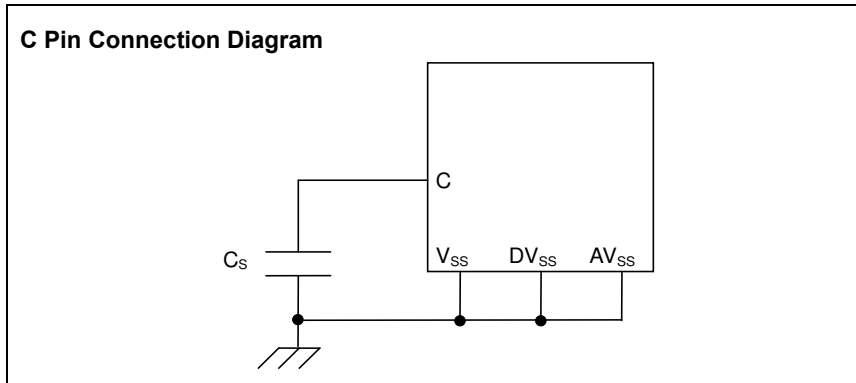 C Pin Connection Diagram
C
Cs
Vss DVss AVss